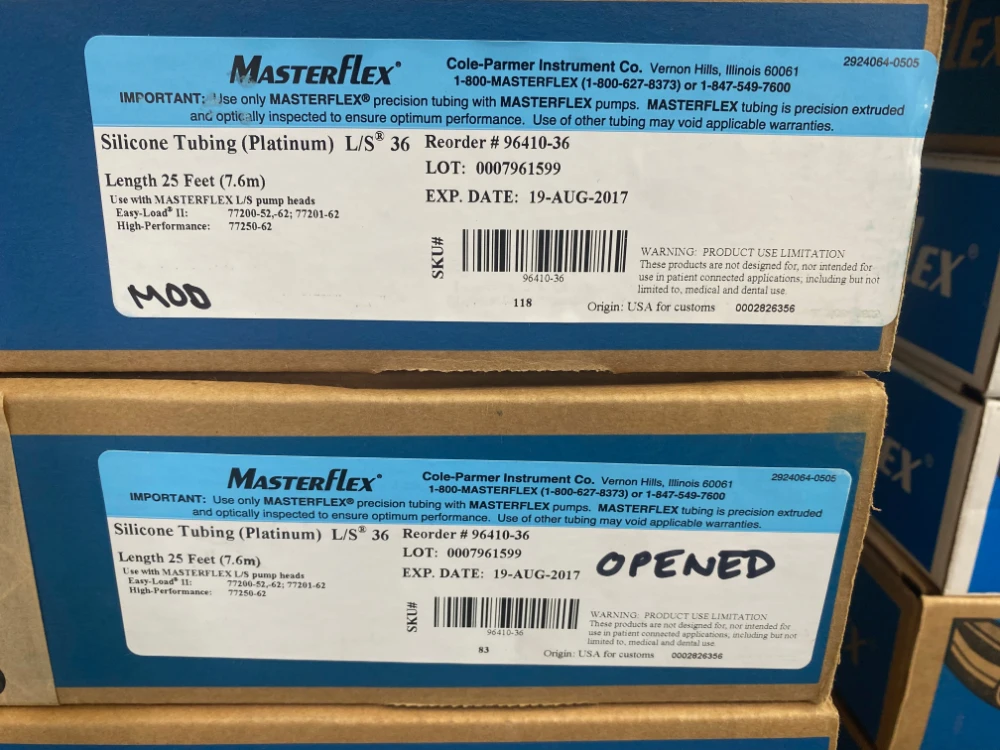 MASTERFLEX®
Cole-Parmer Instrument Co. Vernon Hills, Illinois 60061
2924064-0505
1-800-MASTERFLEX (1-800-627-8373) or 1-847-549-7600
IMPORTANT: Use only MASTERFLEX® precision tubing with MASTERFLEX pumps. MASTERFLEX tubing is precision extruded
and optically inspected to ensure optimum performance. Use of other tubing may void applicable warranties.
Silicone Tubing (Platinum) L/S® 36
Reorder # 96410-36
LOT: 0007961599
Length 25 Feet (7.6m)
EXP. DATE: 19-AUG-2017
Use with MASTERFLEX L/S pump heads
Easy-Load® II: 77200-52,-62; 77201-62
High-Performance: 77250-62
SKU#
96410-36
118
WARNING: PRODUCT USE LIMITATION
These products are not designed for, nor intended for
use in patient connected applications; including but not
limited to, medical and dental use.
Origin: USA for customs 0002826356
MOD
MASTERFLEX®
Cole-Parmer Instrument Co. Vernon Hills, Illinois 60061
2924064-0505
1-800-MASTERFLEX (1-800-627-8373) or 1-847-549-7600
IMPORTANT: Use only MASTERFLEX® precision tubing with MASTERFLEX pumps. MASTERFLEX tubing is precision extruded
and optically inspected to ensure optimum performance. Use of other tubing may void applicable warranties.
Silicone Tubing (Platinum) L/S® 36
Reorder # 96410-36
LOT: 0007961599
Length 25 Feet (7.6m)
EXP. DATE: 19-AUG-2017
OPENED
Use with MASTERFLEX L/S pump heads
Easy-Load® II: 77200-52,-62; 77201-62
High-Performance: 77250-62
SKU#
96410-36
83
WARNING: PRODUCT USE LIMITATION
These products are not designed for, nor intended for
use in patient connected applications, including but not
limited to, medical and dental use.
Origin: USA for customs 0002826356
LEX
EX®
EX